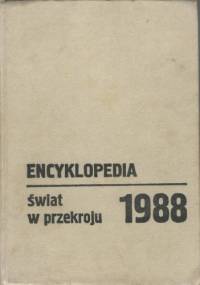 ENCYKLOPEDIA
świat
w przekroju 1988